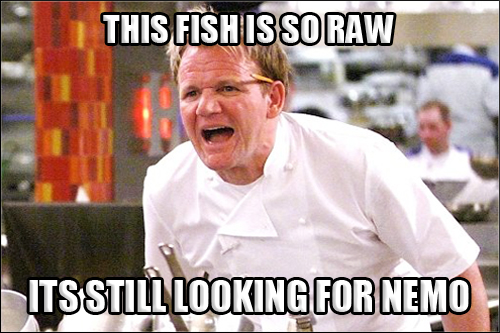 THIS FISH IS SO RAW
ITS STILL LOOKING FOR NEMO